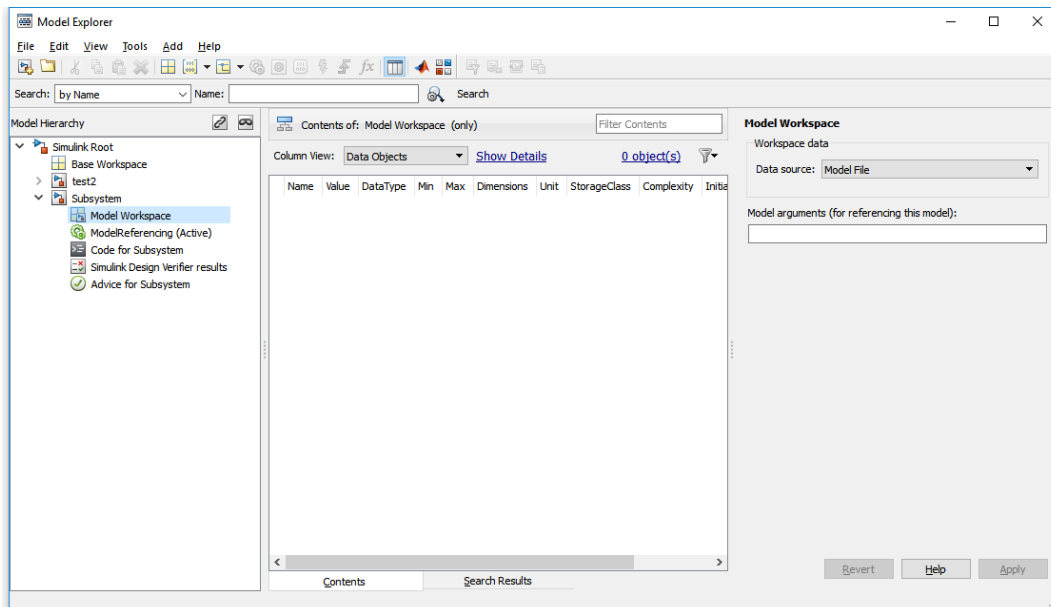 Model Explorer
File Edit View Tools Add Help
fx
Search: by Name Name: Search
Model Hierarchy
Simulink Root
Base Workspace
test2
Subsystem
Model Workspace
ModelReferencing (Active)
Code for Subsystem
Simulink Design Verifier results
Advice for Subsystem
Contents of: Model Workspace (only) Filter Contents
Column View: Data Objects Show Details 0 object(s)
Name Value DataType Min Max Dimensions Unit StorageClass Complexity Initia
Contents Search Results
Model Workspace
Workspace data
Data source: Model File
Model arguments (for referencing this model):
Revert Help Apply